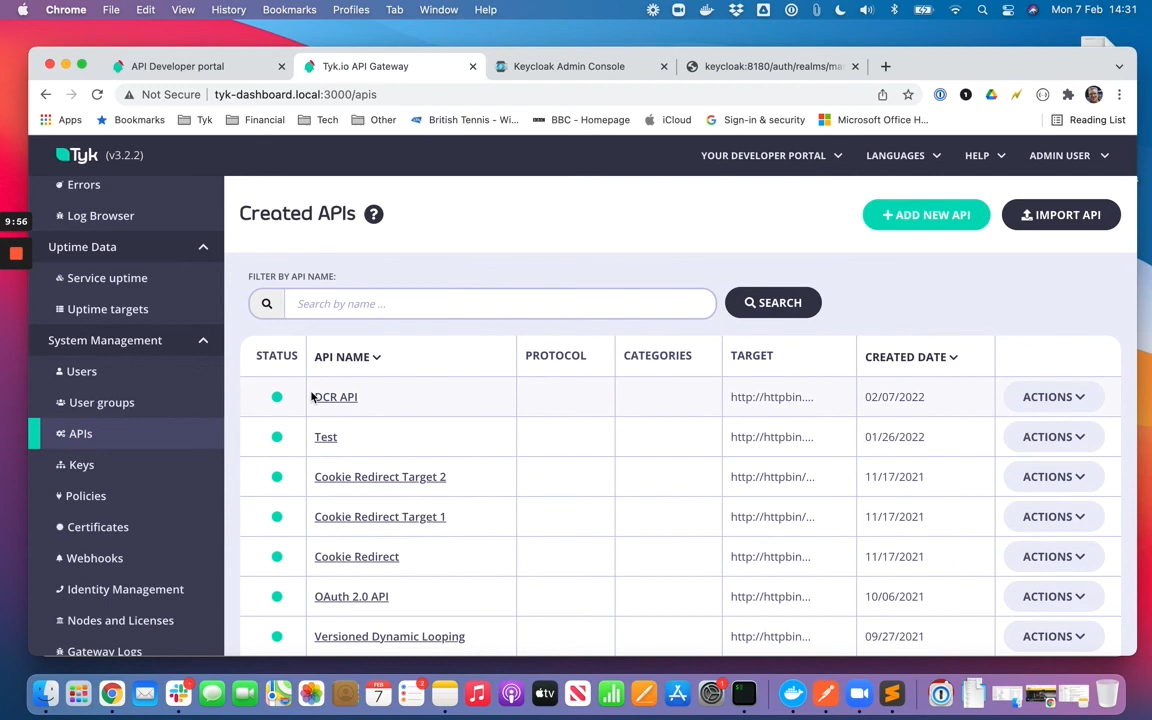 Chrome File Edit View History Bookmarks Profiles Tab Window Help Mon 7 Feb 14:31
API Developer portal Tyk.io API Gateway Keycloak Admin Console keycloak:8180/auth/realms/ma
Not Secure tyk-dashboard.local:3000/apis
Apps Bookmarks Tyk Financial Tech Other British Tennis - Wi... BBC - Homepage iCloud Sign-in & security Microsoft Office H... Reading List
Tyk (v3.2.2) YOUR DEVELOPER PORTAL LANGUAGES HELP ADMIN USER
Errors
Log Browser
Uptime Data
Service uptime
Uptime targets
System Management
Users
User groups
APIs
Keys
Policies
Certificates
Webhooks
Identity Management
Nodes and Licenses
Gateway Logs
9:56
Created APIs ?
+ ADD NEW API IMPORT API
FILTER BY API NAME:
Search by name ... SEARCH
STATUS API NAME PROTOCOL CATEGORIES TARGET CREATED DATE
DCR API http://httpbin.... 02/07/2022 ACTIONS
Test http://httpbin.... 01/26/2022 ACTIONS
Cookie Redirect Target 2 http://httpbin/... 11/17/2021 ACTIONS
Cookie Redirect Target 1 http://httpbin/... 11/17/2021 ACTIONS
Cookie Redirect http://httpbin... 11/17/2021 ACTIONS
OAuth 2.0 API http://httpbin... 10/06/2021 ACTIONS
Versioned Dynamic Looping http://httpbin... 09/27/2021 ACTIONS
FEB
7
tv